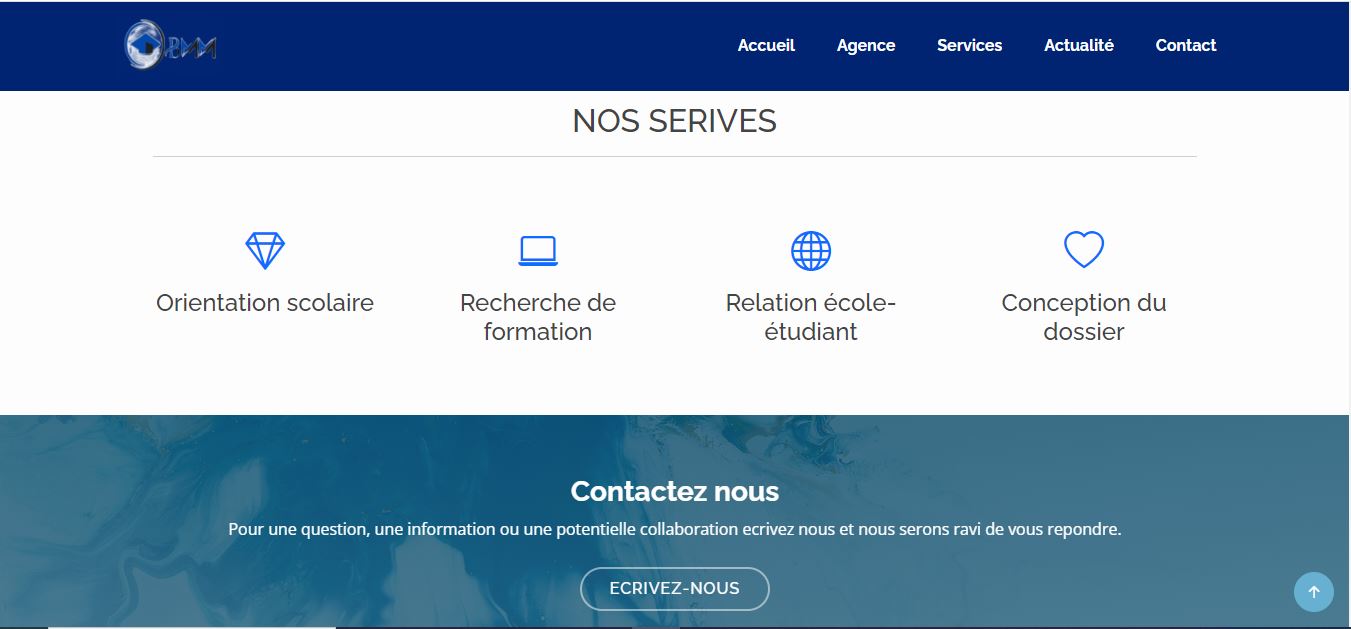 Accueil Agence Services Actualité Contact
NOS SERIVES
Orientation scolaire
Recherche de
formation
Relation école-
étudiant
Conception du
dossier
Contactez nous
Pour une question, une information ou une potentielle collaboration ecrivez nous et nous serons ravi de vous repondre.
ECRIVEZ-NOUS